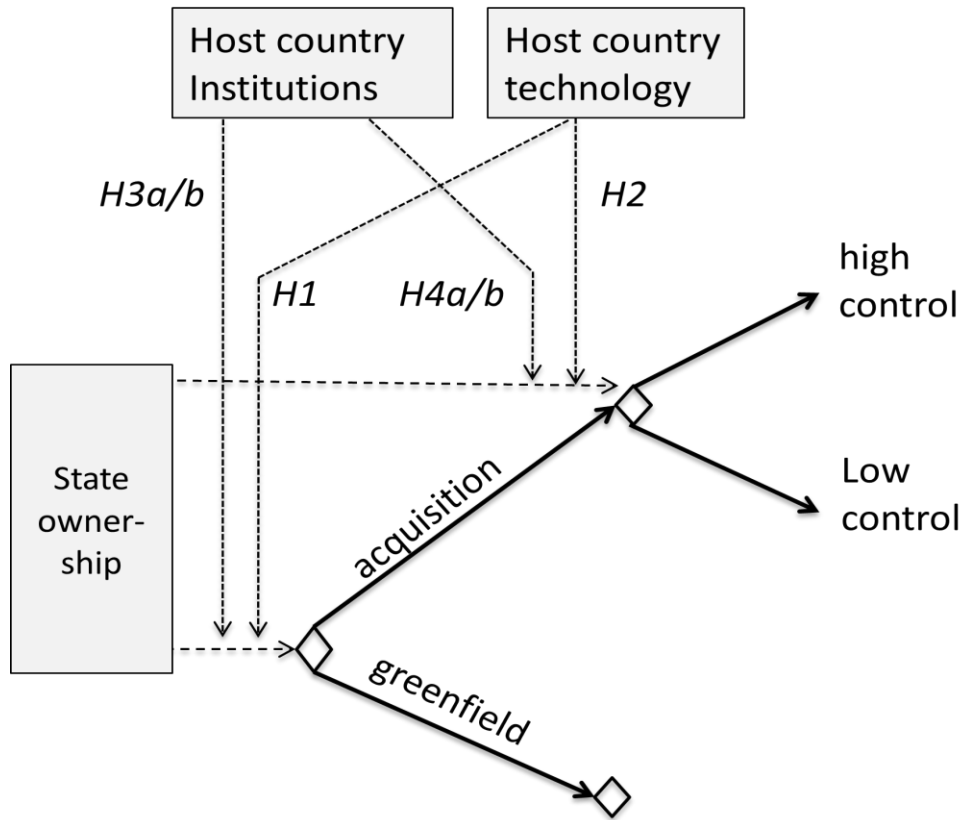 Host country
Institutions
Host country
technology
H3a/b
H2
H1
H4a/b
high
control
State
owner-
ship
acquisition
Low
control
greenfield